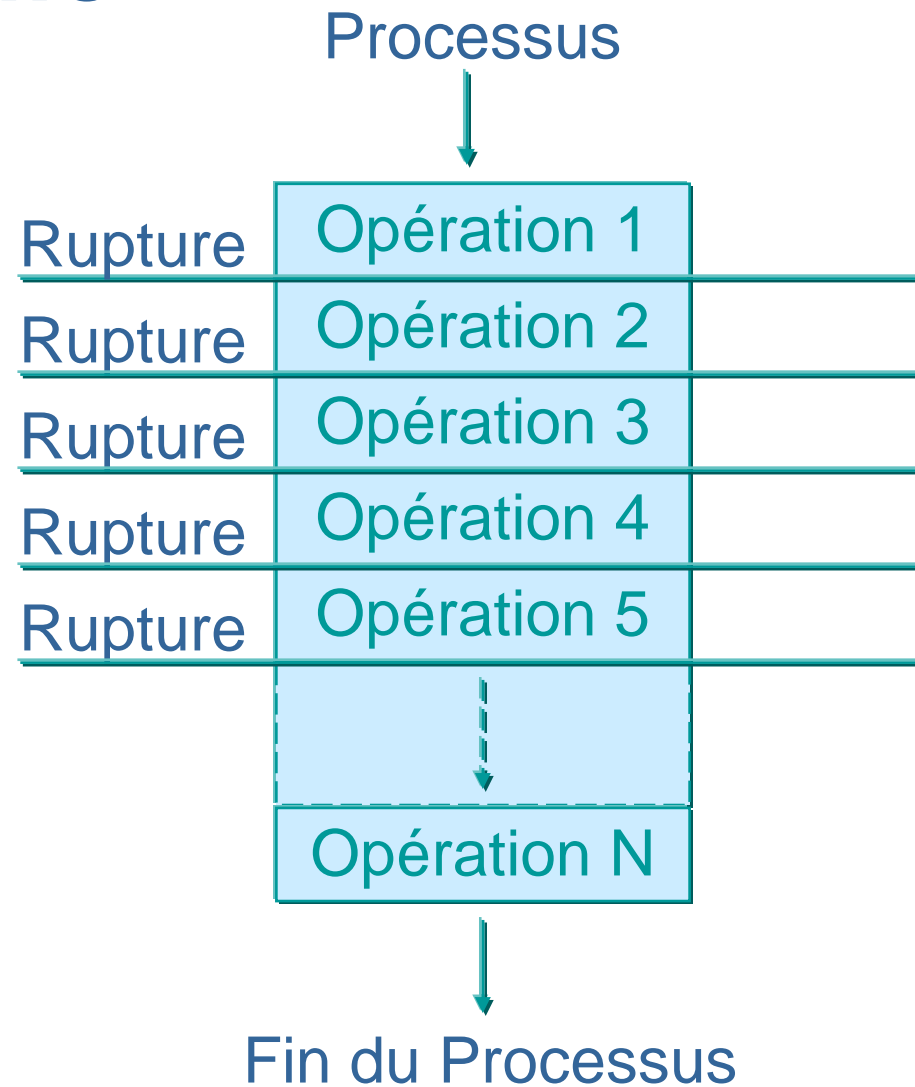 Processus
Opération 1
Rupture
Opération 2
Rupture
Opération 3
Rupture
Opération 4
Rupture
Opération 5
Rupture
Opération N
Fin du Processus